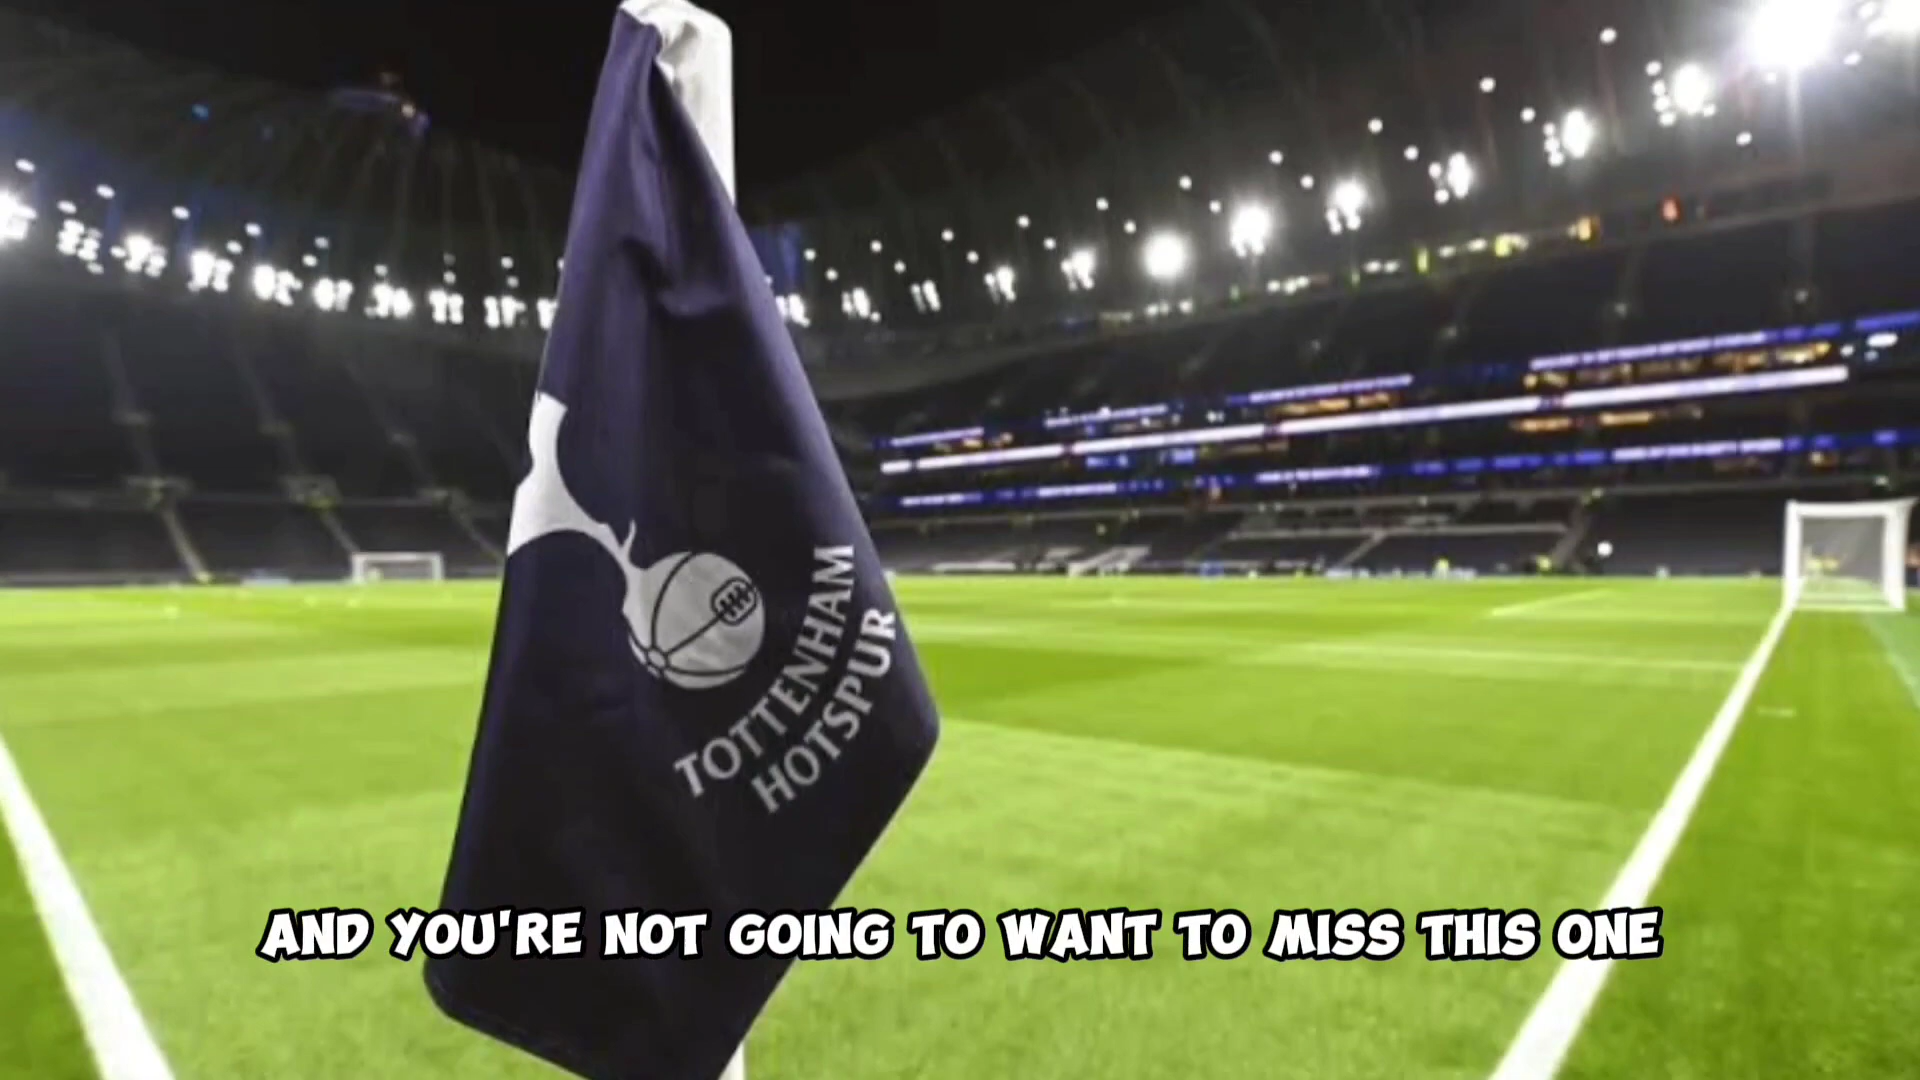 TOTTENHAM
HOTSPUR
AND YOU'RE NOT GOING TO WANT TO MISS THIS ONE